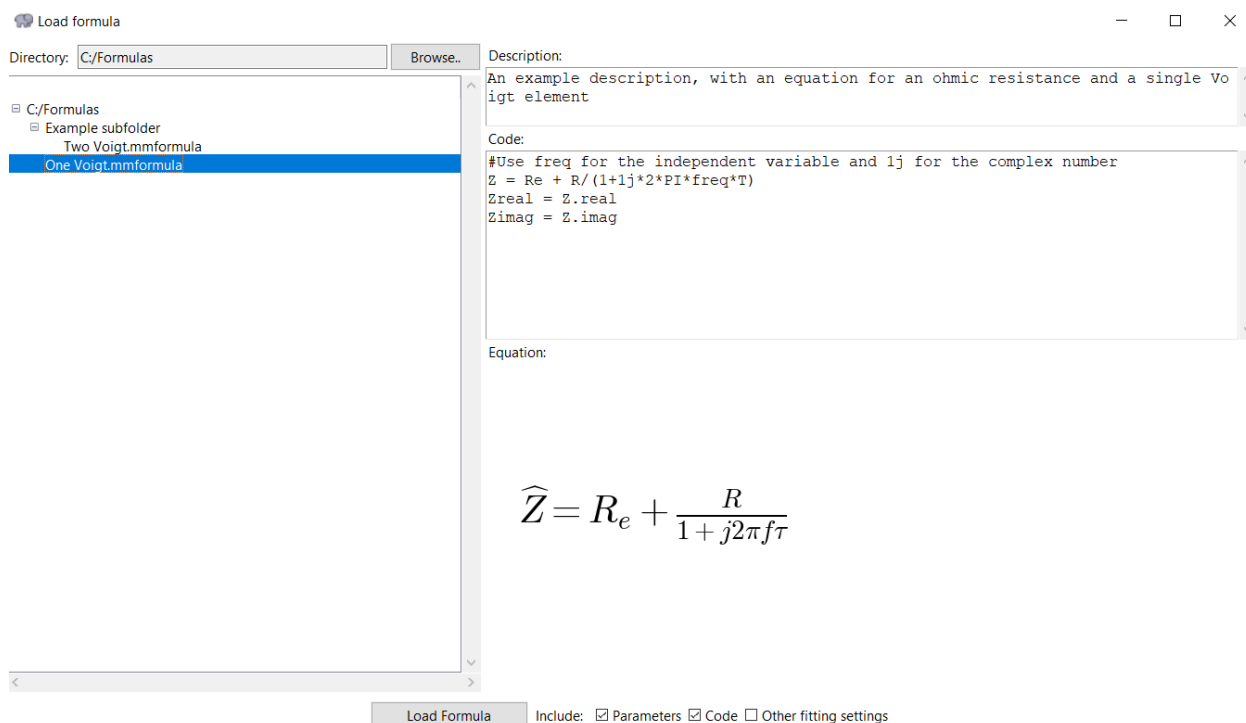 Load formula
Directory: C:/Formulas Browse..
C:/Formulas
Example subfolder
Two Voigt.mmformula
One Voigt.mmformula
Description:
An example description, with an equation for an ohmic resistance and a single Vo
igt element
Code:
#Use freq for the independent variable and 1j for the complex number
Z = Re + R/(1+1j*2*PI*freq*T)
Zreal = Z.real
Zimag = Z.imag
Equation:
Ẑ = Rₑ + R / (1 + j2πfτ)
Load Formula Include: Parameters Code Other fitting settings